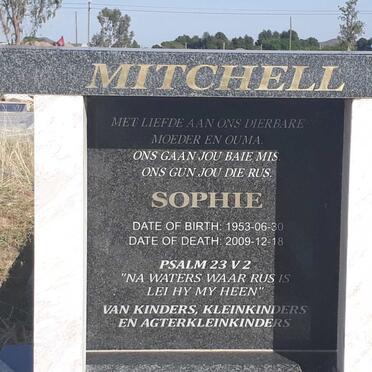 MITCHELL
MET LIEFDE AAN ONS DIERBARE
MOEDER EN OUMA.
ONS GAAN JOU BAIE MIS
ONS GUN JOU DIE RUS.
SOPHIE
DATE OF BIRTH: 1953-06-30
DATE OF DEATH: 2009-12-18
PSALM 23 V 2
"NA WATERS WAAR RUS IS
LEI HY MY HEEN"
VAN KINDERS, KLEINKINDERS
EN AGTERKLEINKINDERS